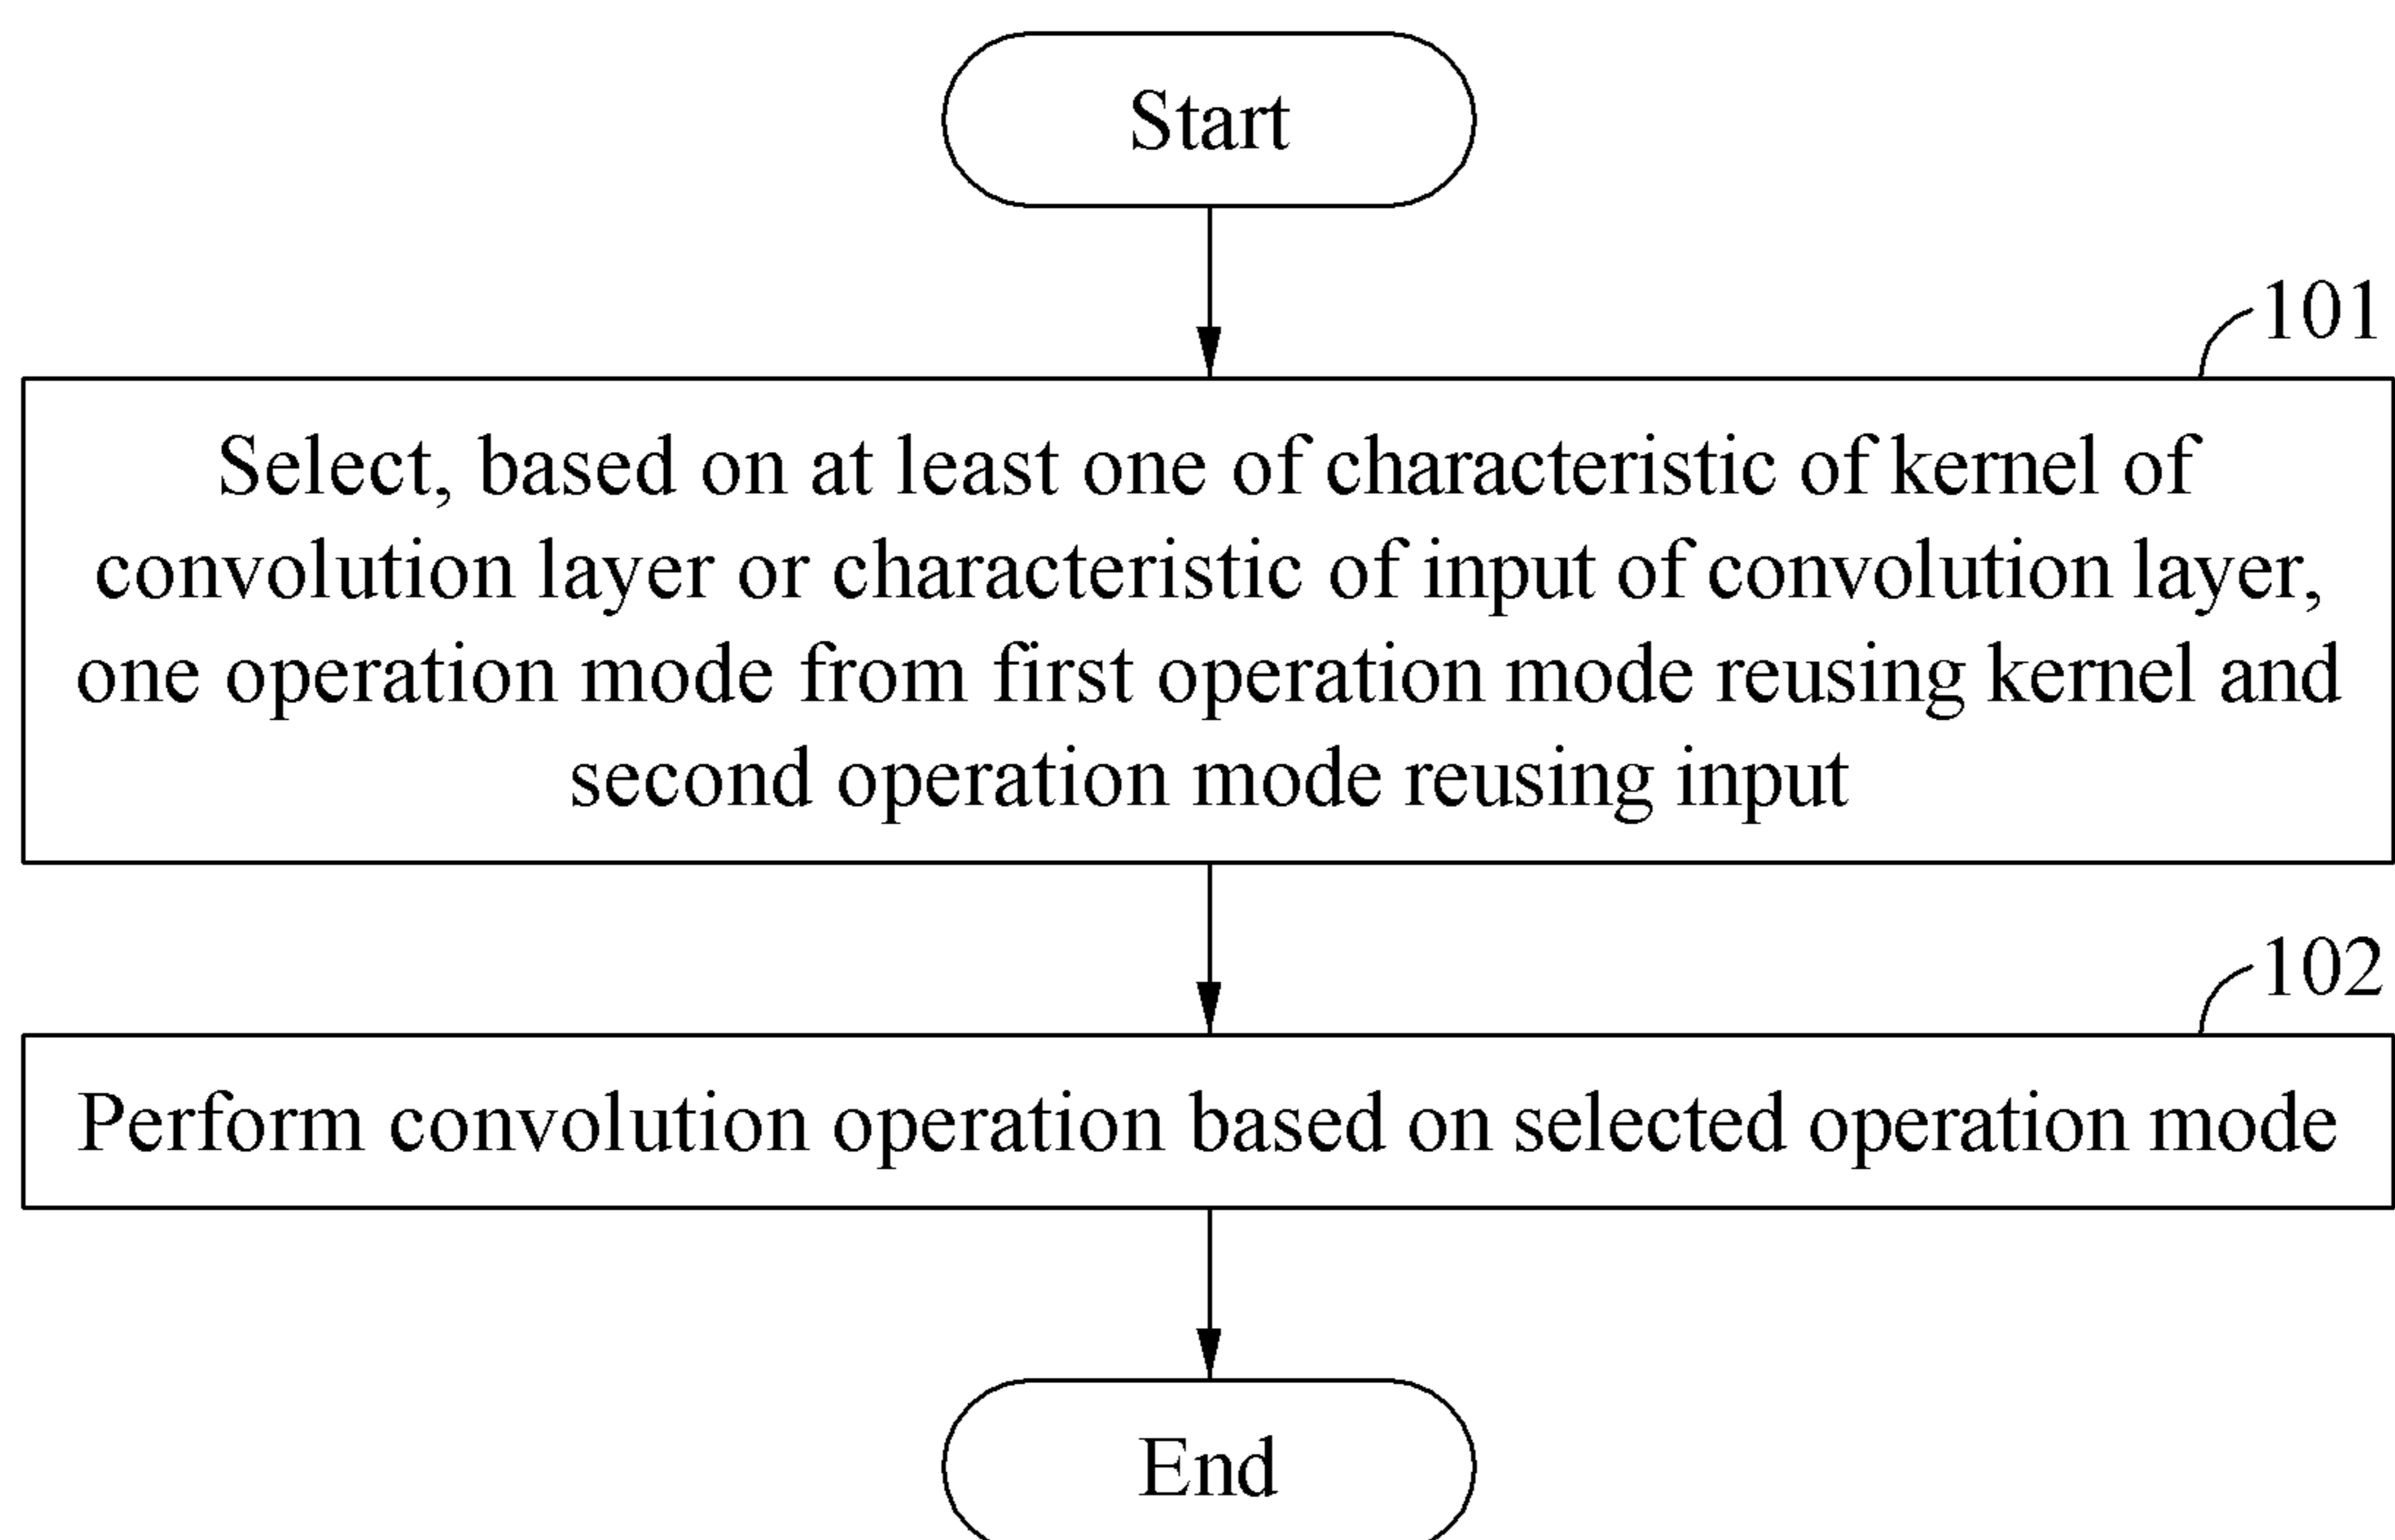 Start
101
Select, based on at least one of characteristic of kernel of
convolution layer or characteristic of input of convolution layer,
one operation mode from first operation mode reusing kernel and
second operation mode reusing input
102
Perform convolution operation based on selected operation mode
End